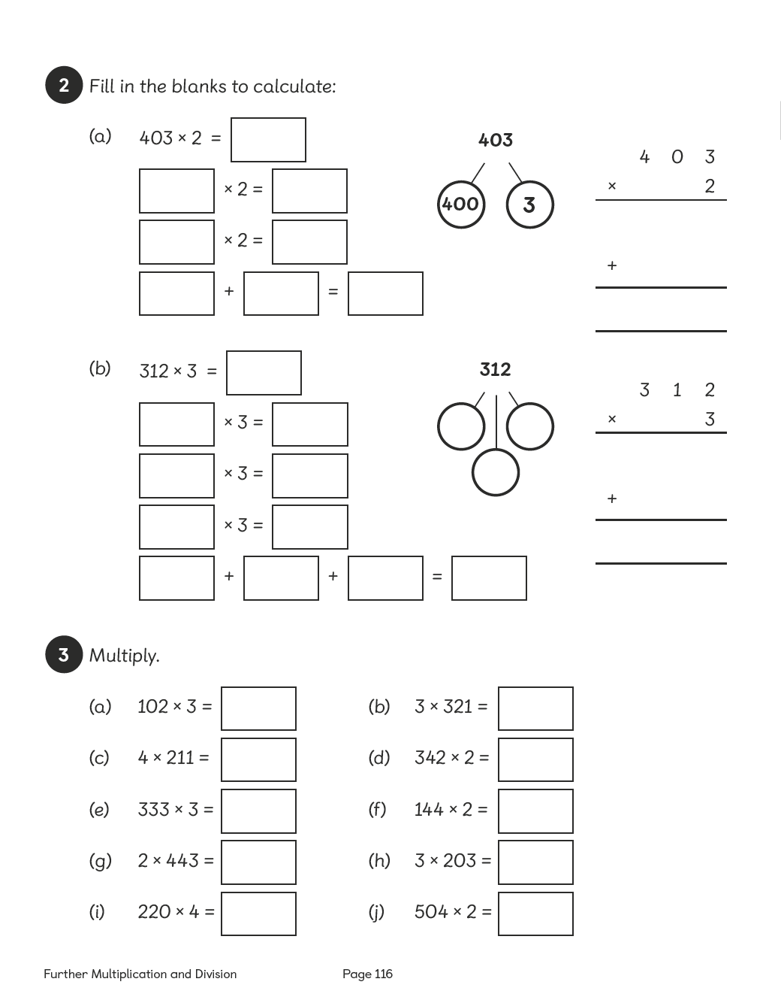 2 Fill in the blanks to calculate:
(a) 403 × 2 =
× 2 =
× 2 =
+ =
403
400 3
4 0 3
× 2
+
(b) 312 × 3 =
× 3 =
× 3 =
× 3 =
+ + =
312
3 1 2
× 3
+
3 Multiply.
(a) 102 × 3 = (b) 3 × 321 =
(c) 4 × 211 = (d) 342 × 2 =
(e) 333 × 3 = (f) 144 × 2 =
(g) 2 × 443 = (h) 3 × 203 =
(i) 220 × 4 = (j) 504 × 2 =
Further Multiplication and Division Page 116